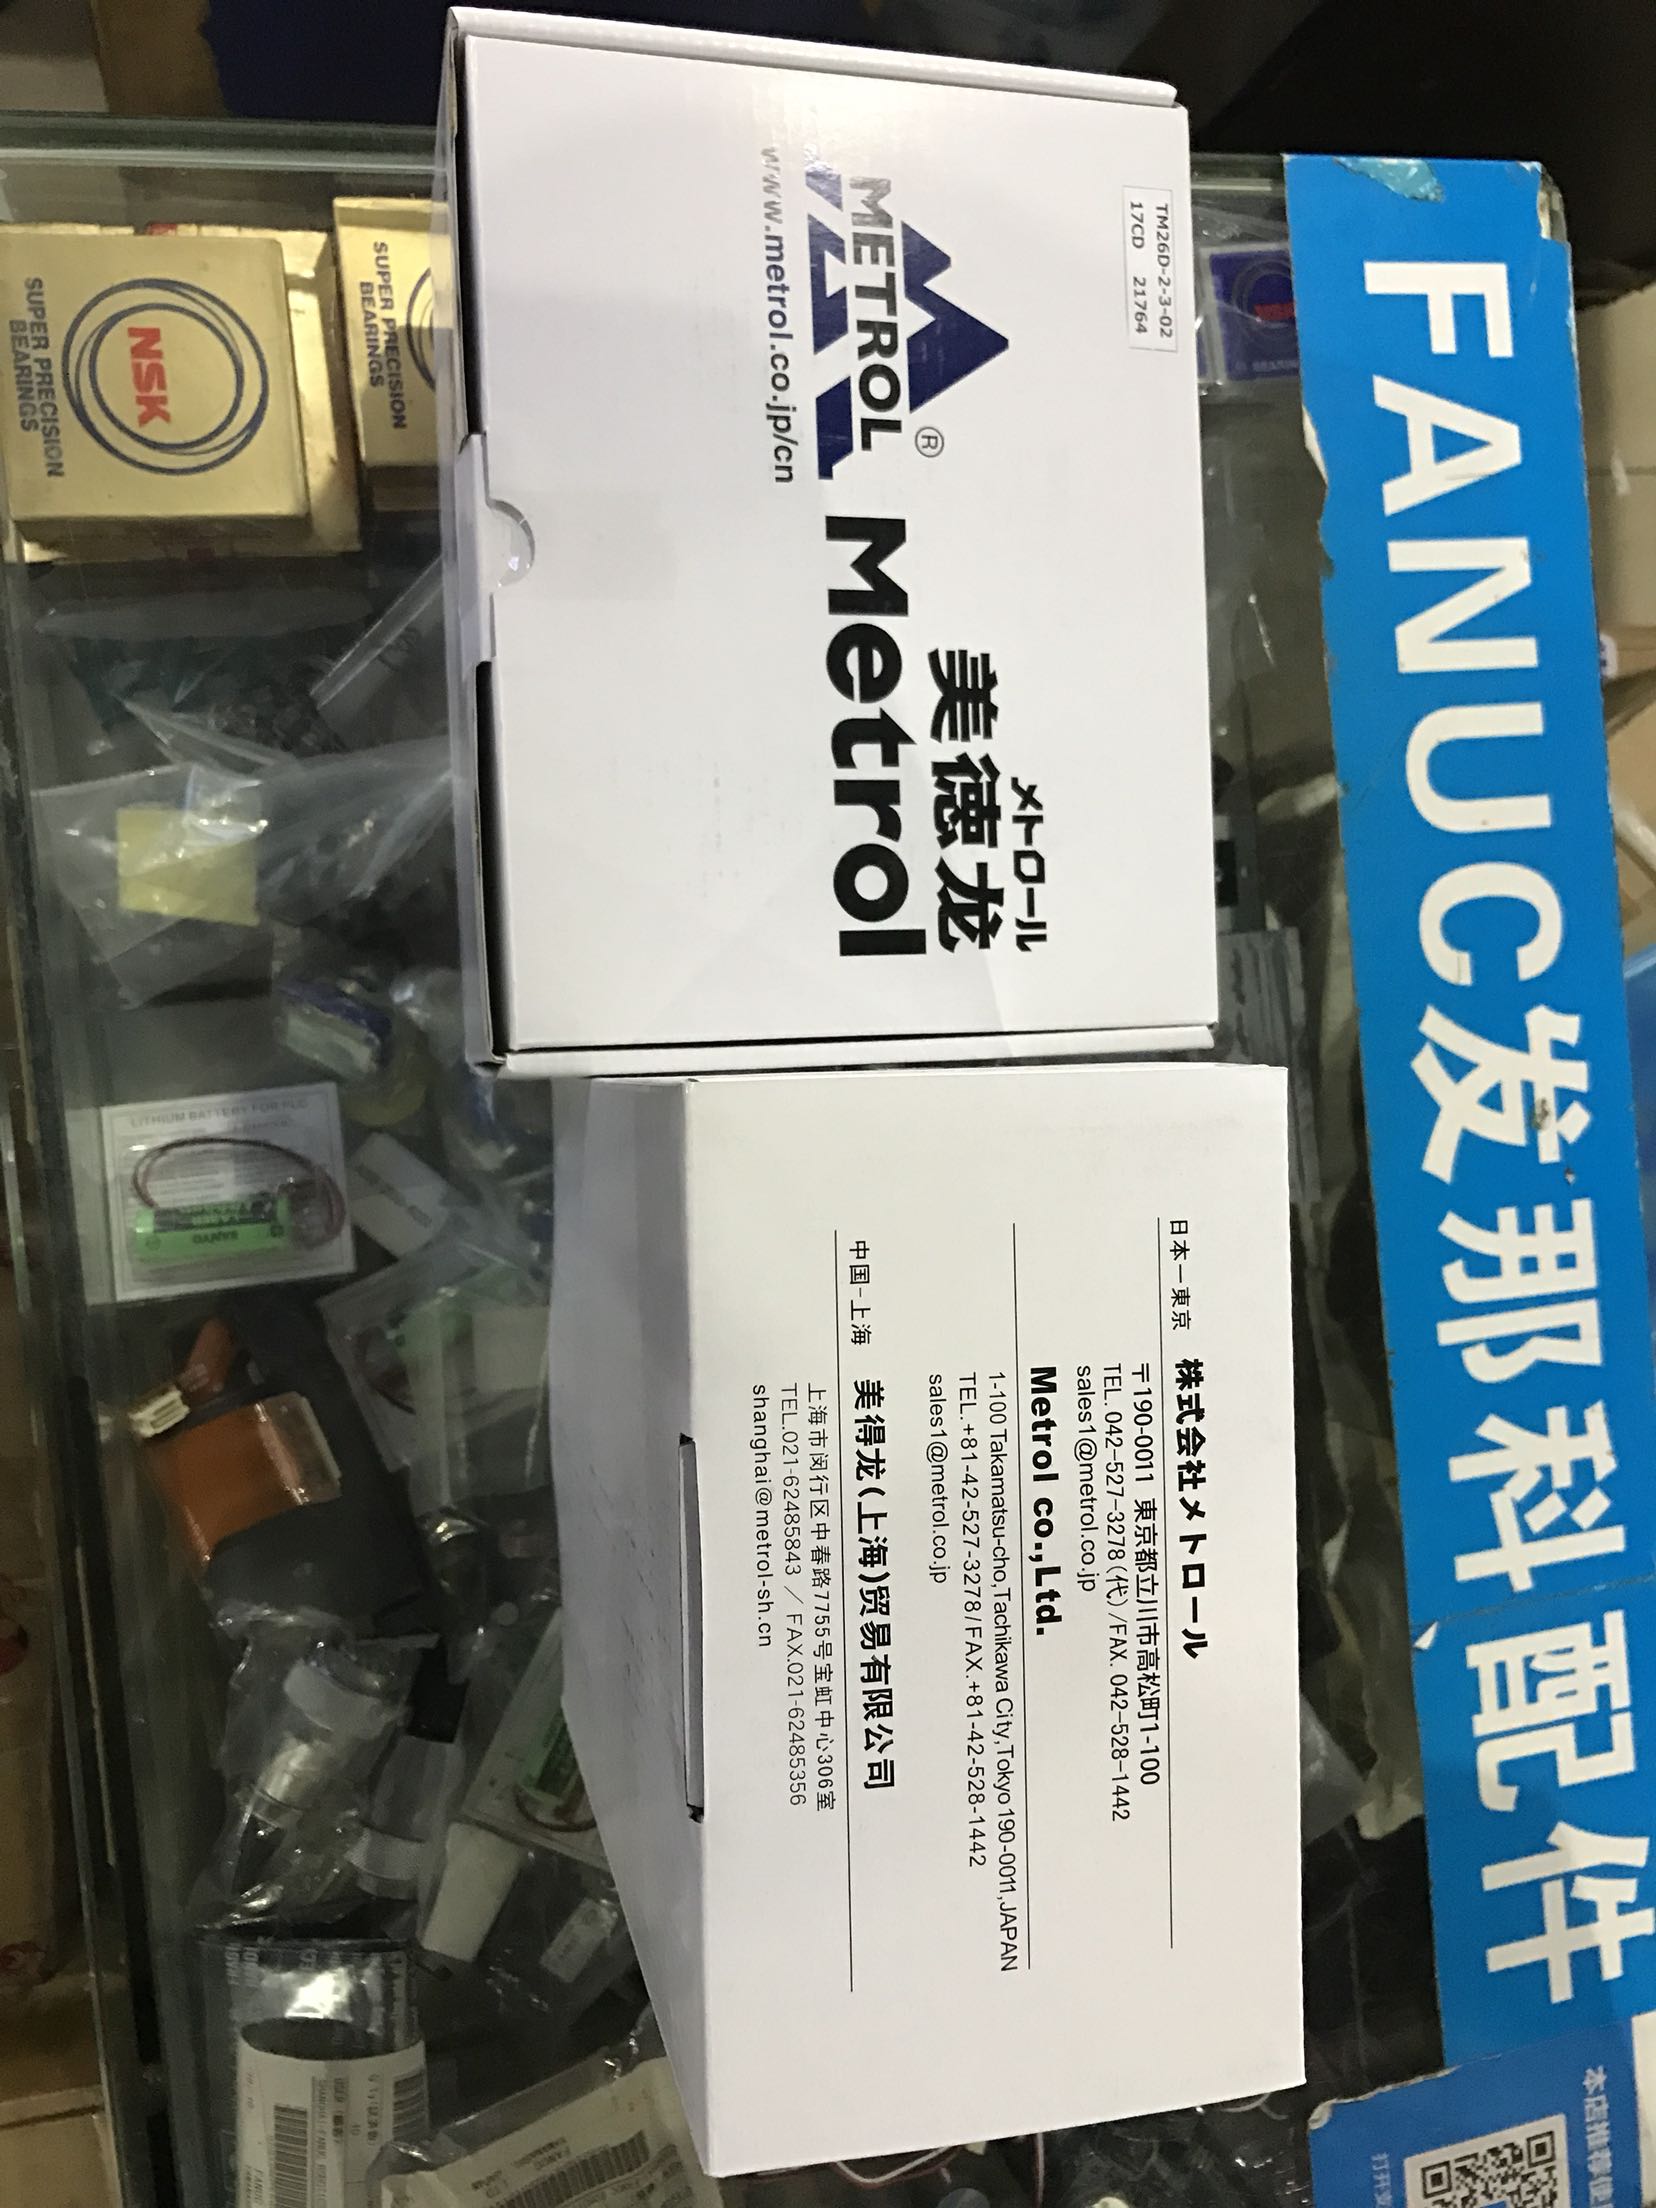 FANUC发那科配件
TM26D-2-3-02
17CD 21764
METROL
®
www.metrol.co.jp/cn
メトロール
美德龙
Metrol
日本－東京
株式会社メトロール
〒190-0011 東京都立川市高松町1-100
TEL. 042-527-3278(代)/FAX. 042-528-1442
sales1@metrol.co.jp
Metrol co.,Ltd.
1-100 Takamatsu-cho,Tachikawa City,Tokyo 190-0011,JAPAN
TEL.+81-42-527-3278/FAX.+81-42-528-1442
sales1@metrol.co.jp
中国-上海
美得龙(上海)贸易有限公司
上海市闵行区中春路7755号宝虹中心306室
TEL.021-62485843 / FAX.021-62485356
shanghai@metrol-sh.cn
SUPER PRECISION
BEARINGS
NSK
SUPER PRECISION
BEARINGS
NSK
LITHIUM BATTERY FOR PLC
SANYO